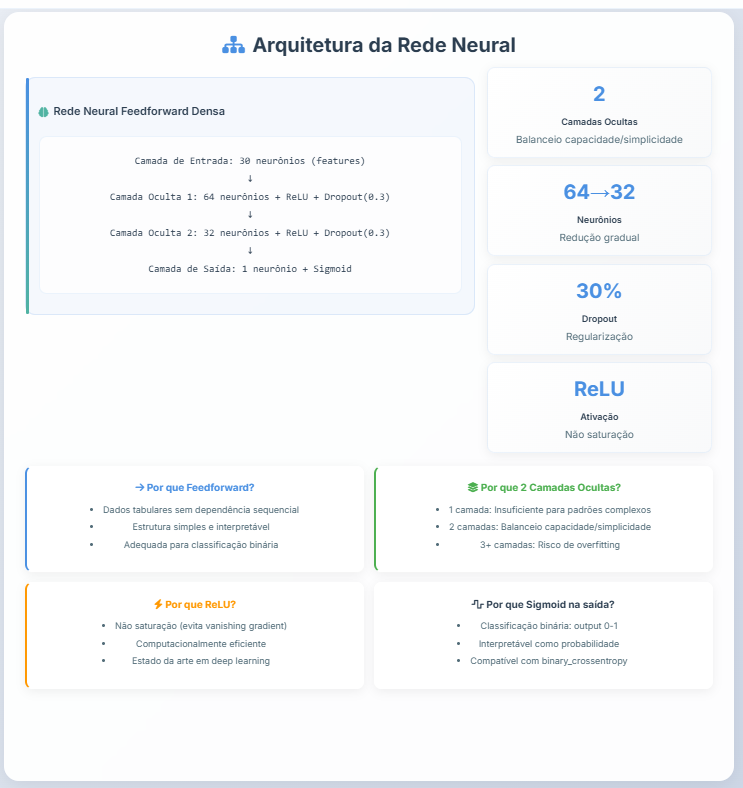 Arquitetura da Rede Neural
Rede Neural Feedforward Densa
Camada de Entrada: 30 neurônios (features)
↓
Camada Oculta 1: 64 neurônios + ReLU + Dropout(0.3)
↓
Camada Oculta 2: 32 neurônios + ReLU + Dropout(0.3)
↓
Camada de Saída: 1 neurônio + Sigmoid
2
Camadas Ocultas
Balanceio capacidade/simplicidade
64→32
Neurônios
Redução gradual
30%
Dropout
Regularização
ReLU
Ativação
Não saturação
Por que Feedforward?
• Dados tabulares sem dependência sequencial
• Estrutura simples e interpretável
• Adequada para classificação binária
Por que 2 Camadas Ocultas?
• 1 camada: Insuficiente para padrões complexos
• 2 camadas: Balanceio capacidade/simplicidade
• 3+ camadas: Risco de overfitting
Por que ReLU?
• Não saturação (evita vanishing gradient)
• Computacionalmente eficiente
• Estado da arte em deep learning
Por que Sigmoid na saída?
• Classificação binária: output 0-1
• Interpretável como probabilidade
• Compatível com binary_crossentropy